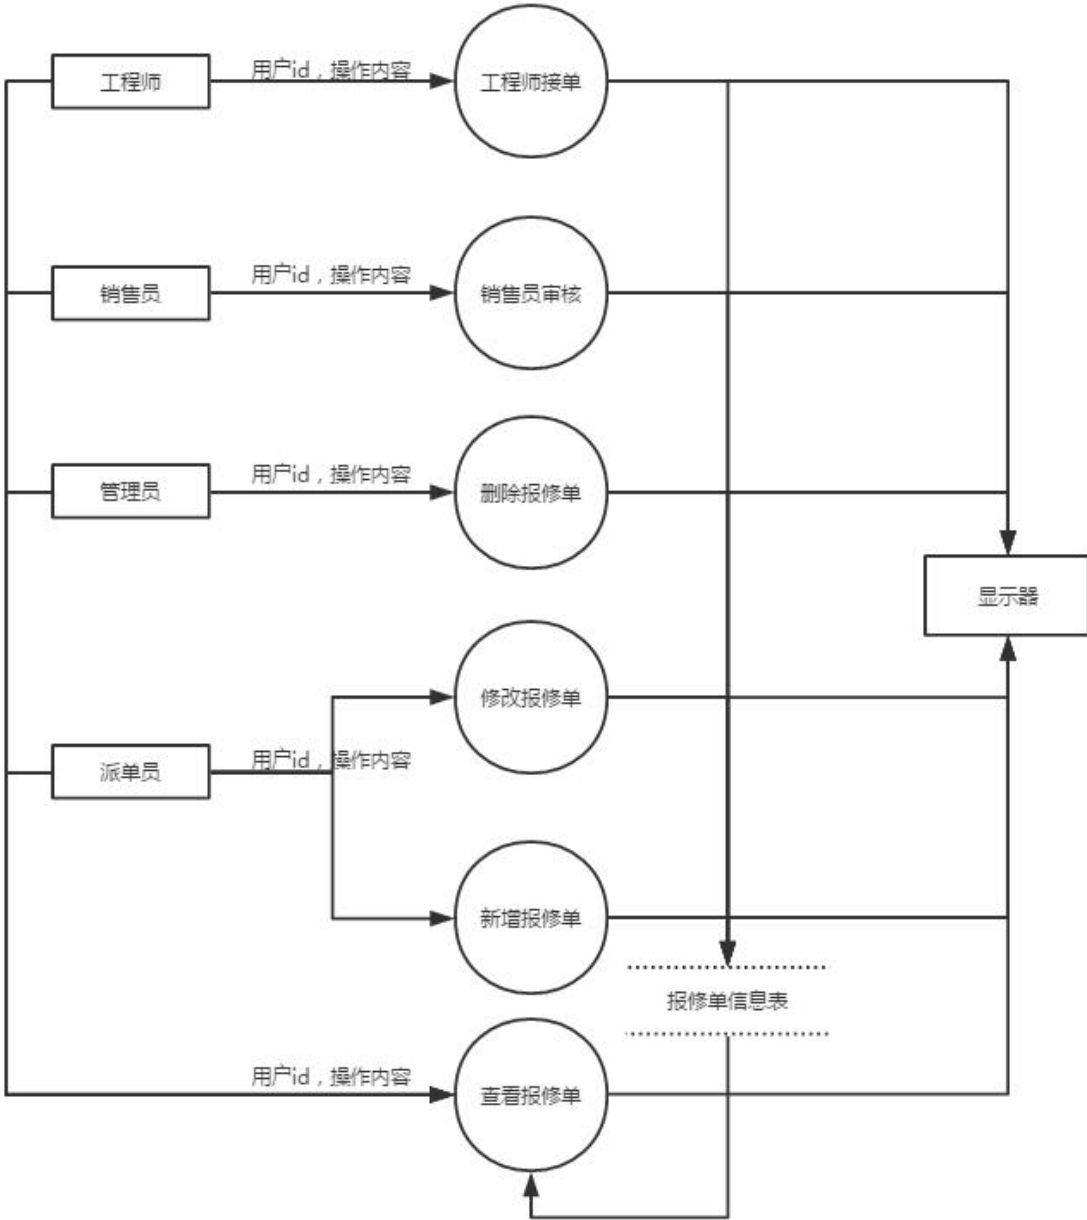 工程师
用户id，操作内容
工程师接单
销售员
用户id，操作内容
销售员审核
管理员
用户id，操作内容
删除报修单
显示器
修改报修单
派单员
用户id，操作内容
新增报修单
报修单信息表
用户id，操作内容
查看报修单